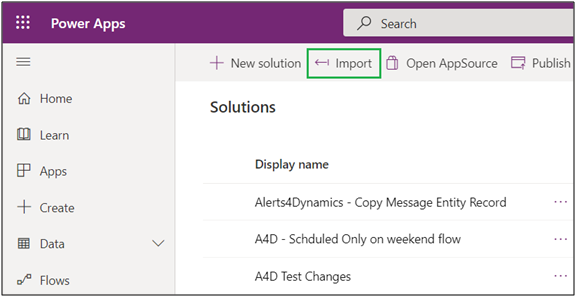 Power Apps
Search
New solution
Import
Open AppSource
Publish
Home
Learn
Apps
Create
Data
Flows
Solutions
Display name
Alerts4Dynamics - Copy Message Entity Record
A4D - Schduled Only on weekend flow
A4D Test Changes